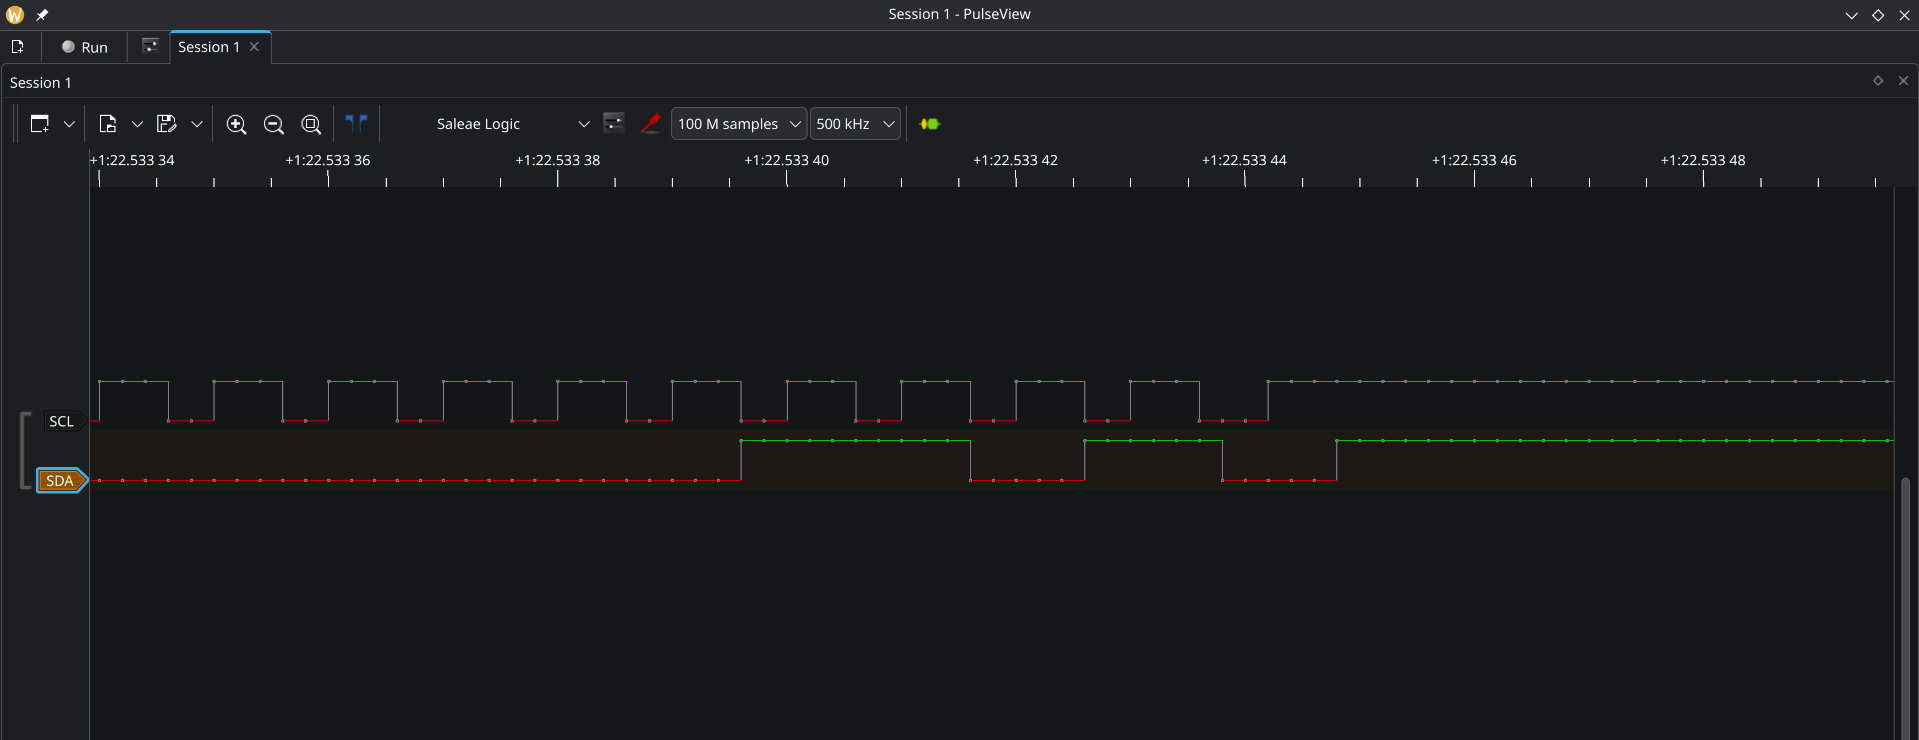 Session 1 - PulseView
Run
Session 1
Session 1
Saleae Logic
100 M samples
500 kHz
+1:22.533 34
+1:22.533 36
+1:22.533 38
+1:22.533 40
+1:22.533 42
+1:22.533 44
+1:22.533 46
+1:22.533 48
SCL
SDA